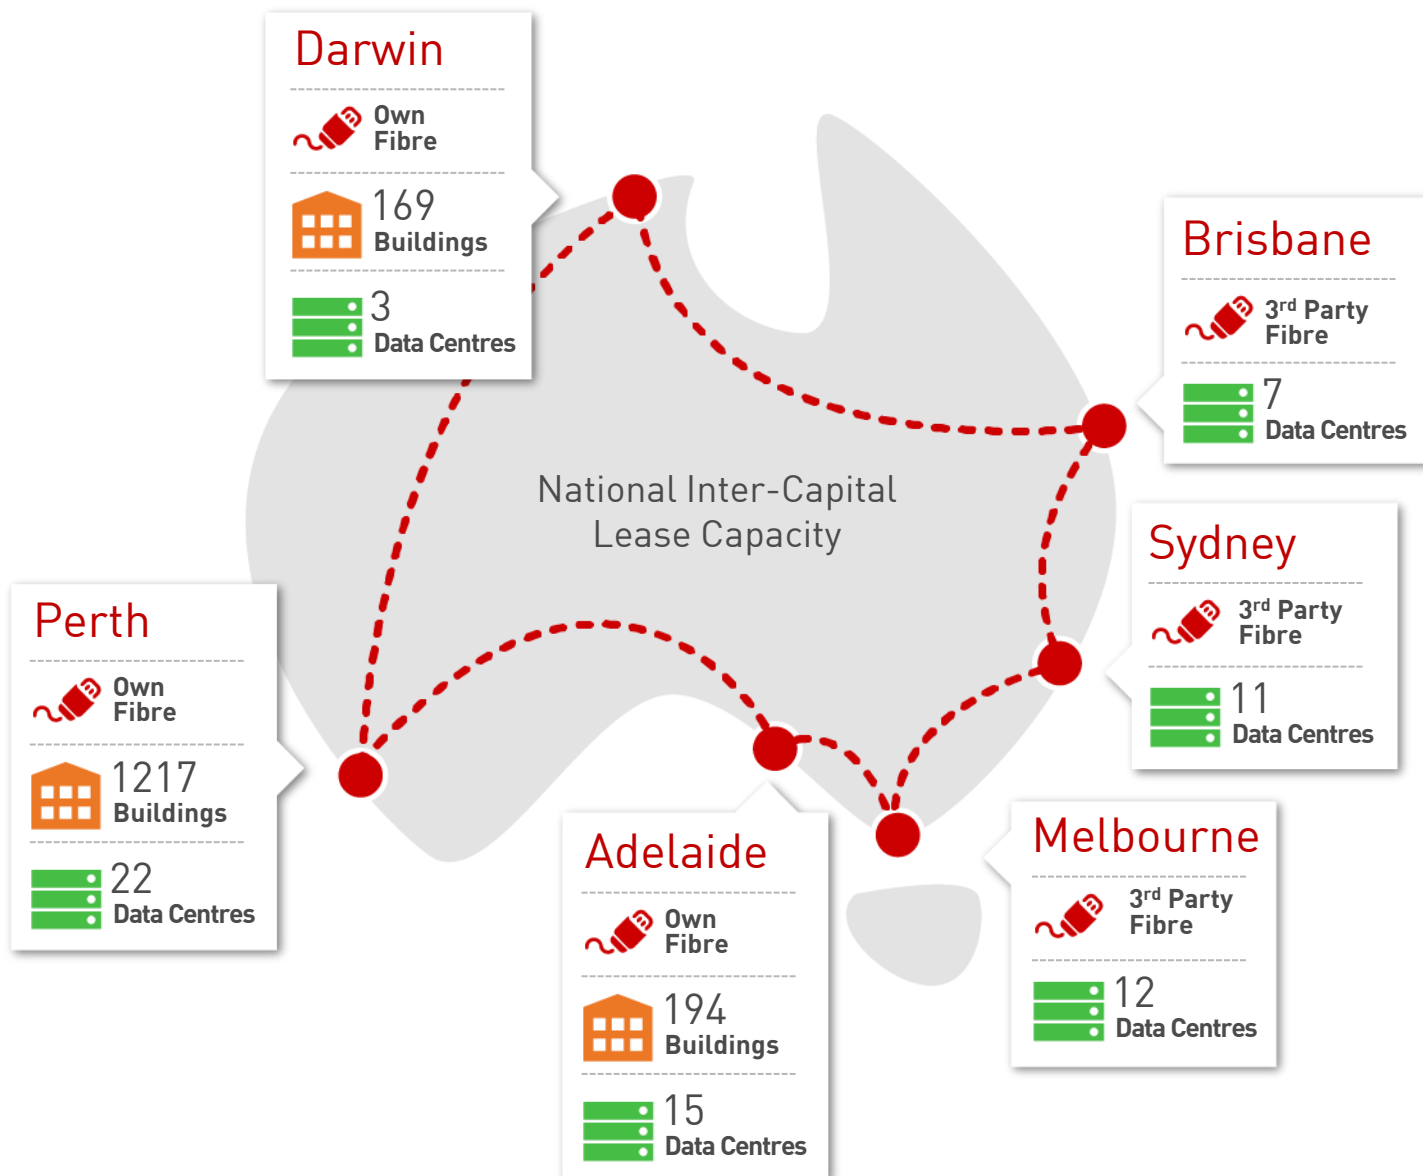 Darwin
Own
Fibre
169
Buildings
3
Data Centres
Brisbane
3rd Party
Fibre
7
Data Centres
National Inter-Capital
Lease Capacity
Sydney
3rd Party
Fibre
11
Data Centres
Perth
Own
Fibre
1217
Buildings
22
Data Centres
Adelaide
Own
Fibre
194
Buildings
15
Data Centres
Melbourne
3rd Party
Fibre
12
Data Centres